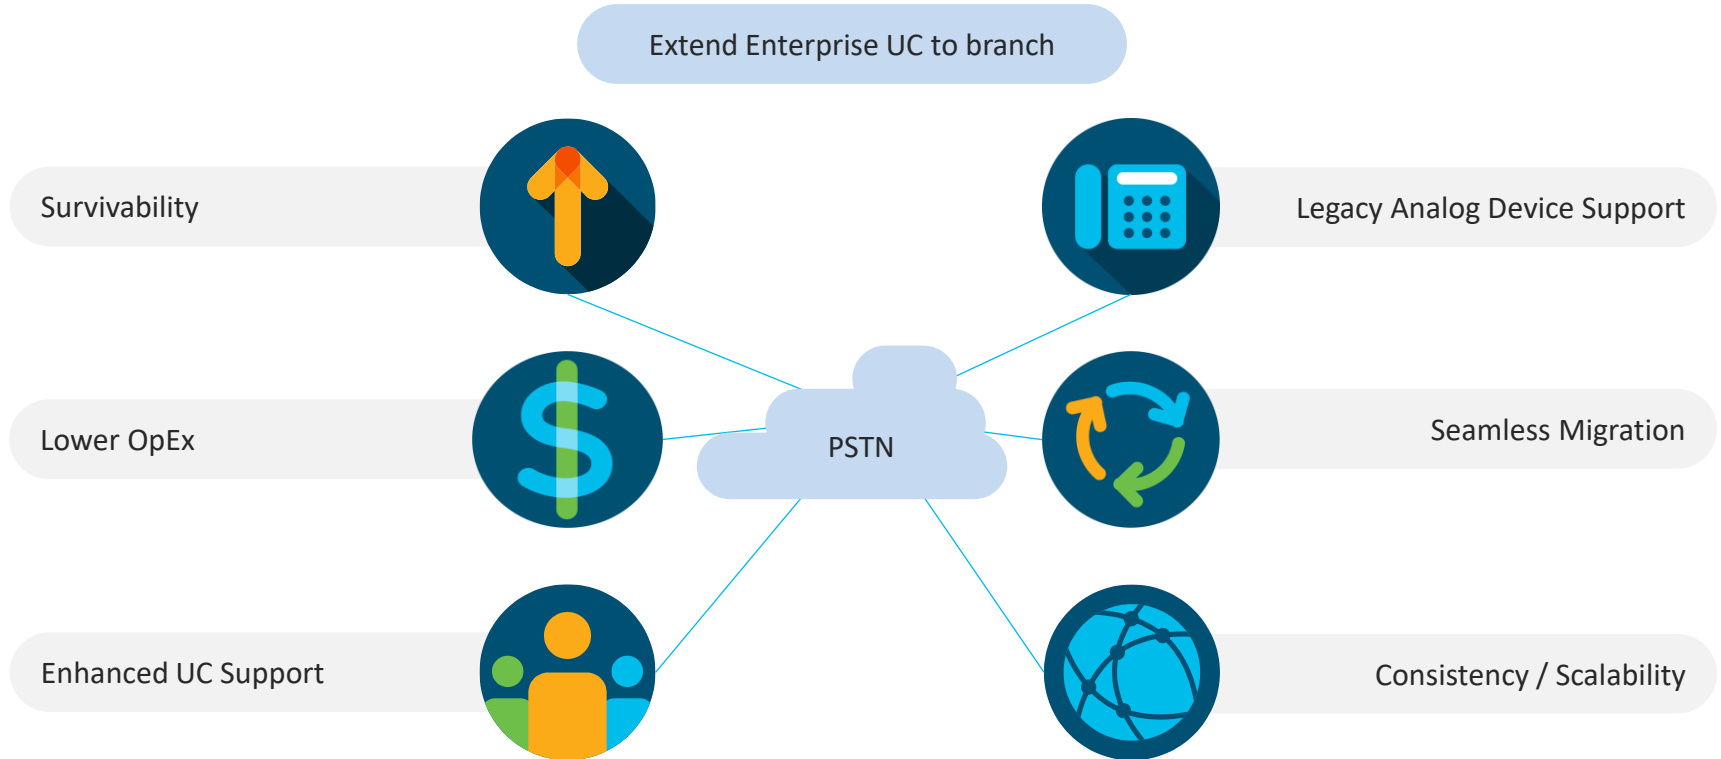 Extend Enterprise UC to branch
Survivability
Legacy Analog Device Support
Lower OpEx
PSTN
Seamless Migration
Enhanced UC Support
Consistency / Scalability